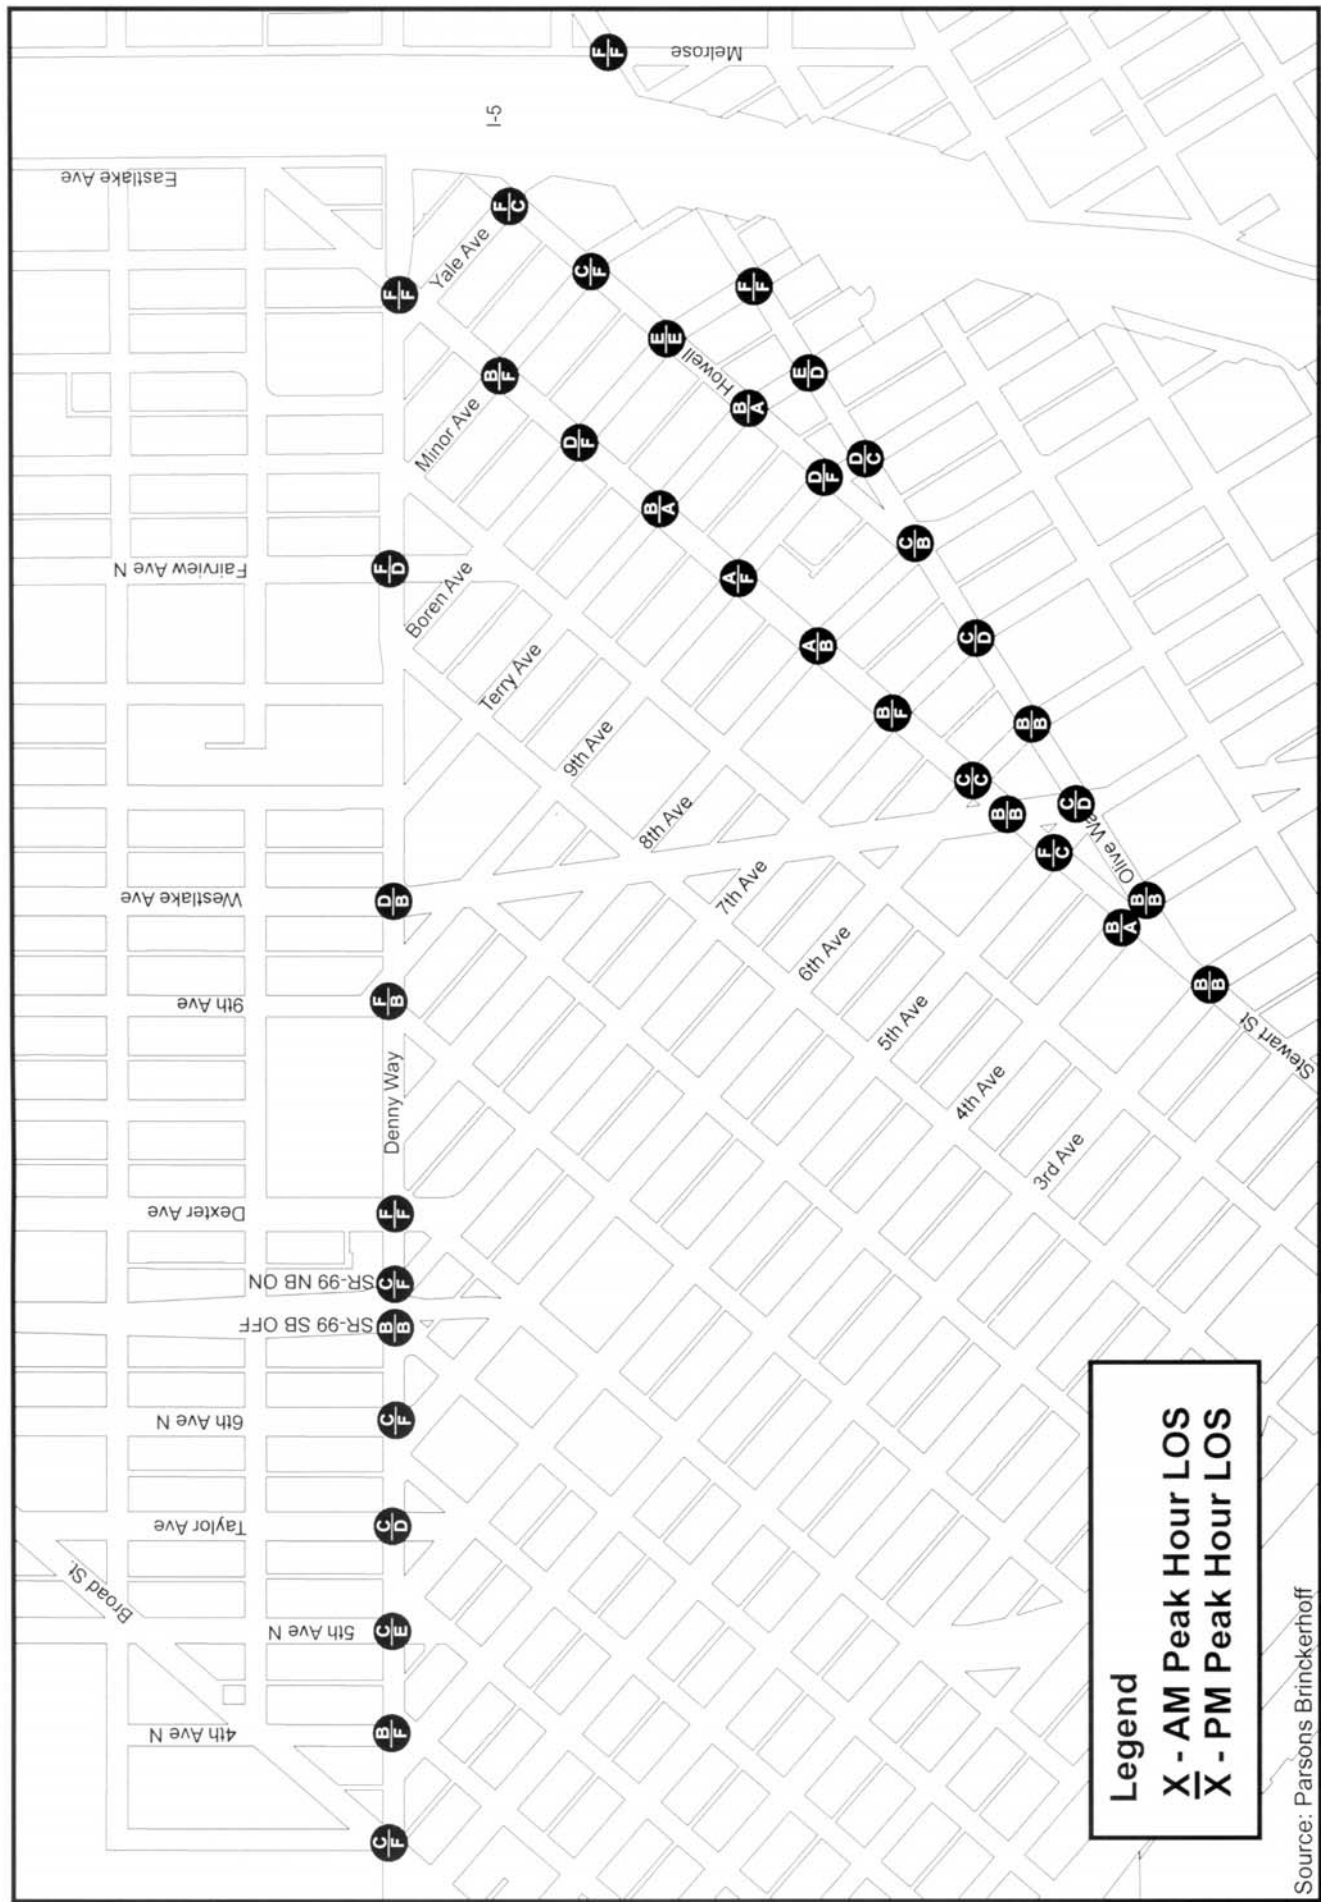 Broad St.
4th Ave N
5th Ave N
Taylor Ave
6th Ave N
SR-99 SB OFF
SR-99 NB ON
Dexter Ave
9th Ave
Westlake Ave
Fairview Ave N
Eastlake Ave
I-5
Melrose
Denny Way
C
F
B
F
C
E
C
D
C
F
B
B
C
F
F
F
F
B
D
B
F
D
F
F
F
F
Yale Ave
Minor Ave
Boren Ave
Terry Ave
9th Ave
8th Ave
7th Ave
6th Ave
5th Ave
4th Ave
3rd Ave
F
C
C
F
E
E
Howell
B
A
D
F
B
F
D
F
B
A
A
F
A
B
B
F
C
C
B
B
F
C
B
A
B
B
Stewart St
F
F
E
D
D
C
C
B
C
D
B
B
C
D
Olive Wa
B
B
Legend
X - AM Peak Hour LOS
X - PM Peak Hour LOS
Source: Parsons Brinckerhoff